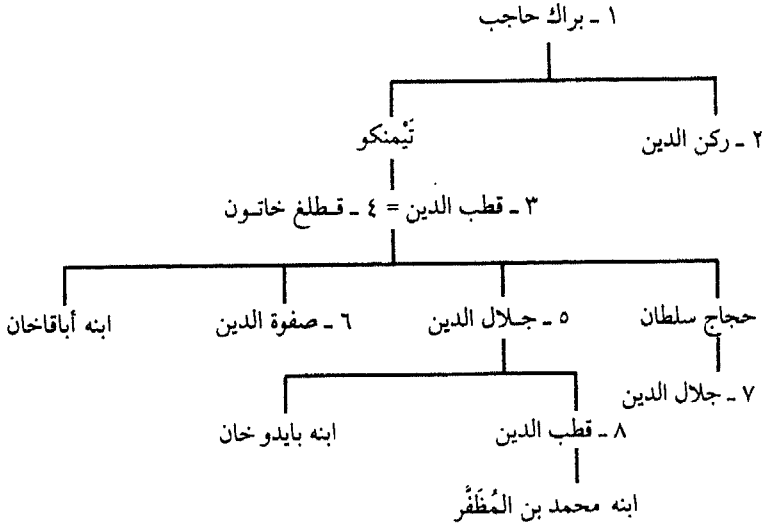 ١ ـ براك حاجب
٢ ـ ركن الدين
تَيْمنكو
٣ ـ قطب الدين = ٤ ـ قطلغ خاتون
حجاج سلطان
٥ ـ جلال الدين
٦ ـ صفوة الدين
ابنه أباقاخان
٧ ـ جلال الدين
٨ ـ قطب الدين
ابنه بايدو خان
ابنه محمد بن المُظَفَّر